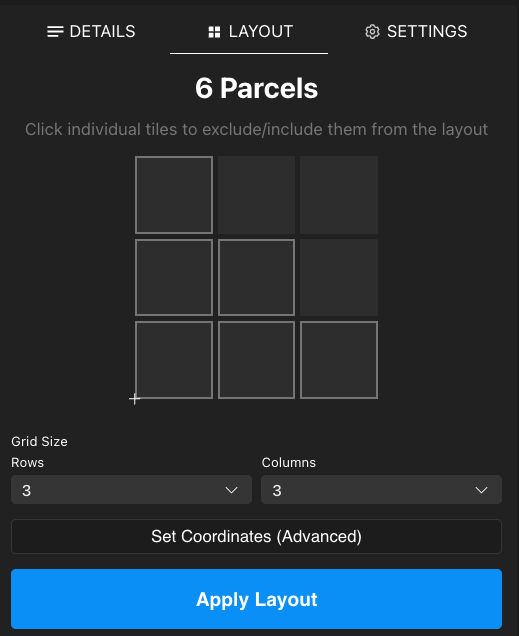 DETAILS LAYOUT SETTINGS
6 Parcels
Click individual tiles to exclude/include them from the layout
Grid Size
Rows Columns
3 3
Set Coordinates (Advanced)
Apply Layout